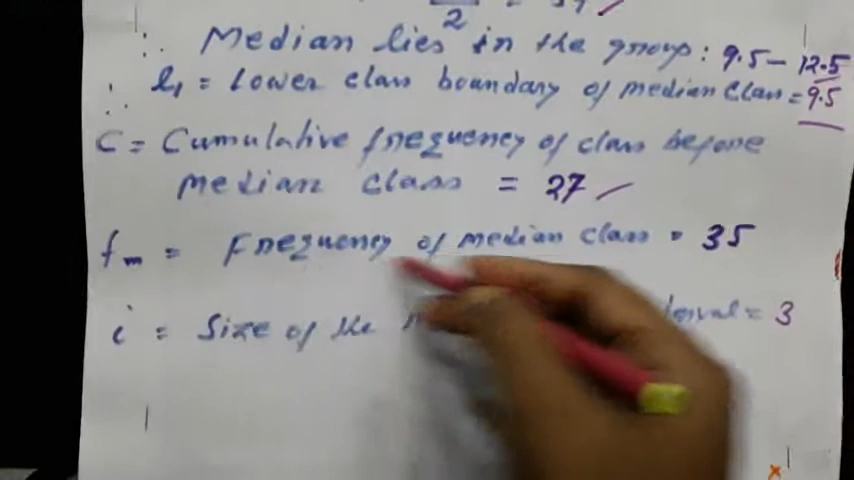 2
Median lies in the group: 9.5 - 12.5
l₁ = Lower class boundary of median class = 9.5
C = Cumulative frequency of class before
median class = 27
fm = Frequency of median class = 35
i = Size of the = 3